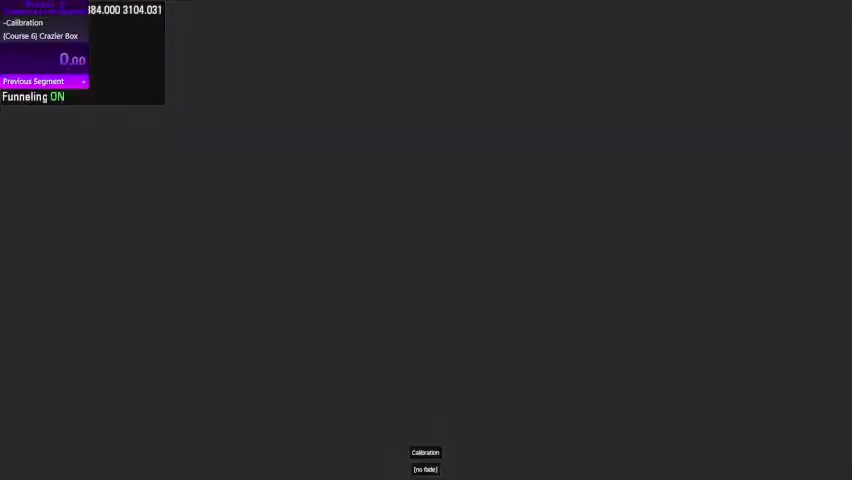 384.000 3104.031
-Calibration
{Course 6} Crazier Box
0.00
Previous Segment -
Funneling ON
Calibration
[no fade]